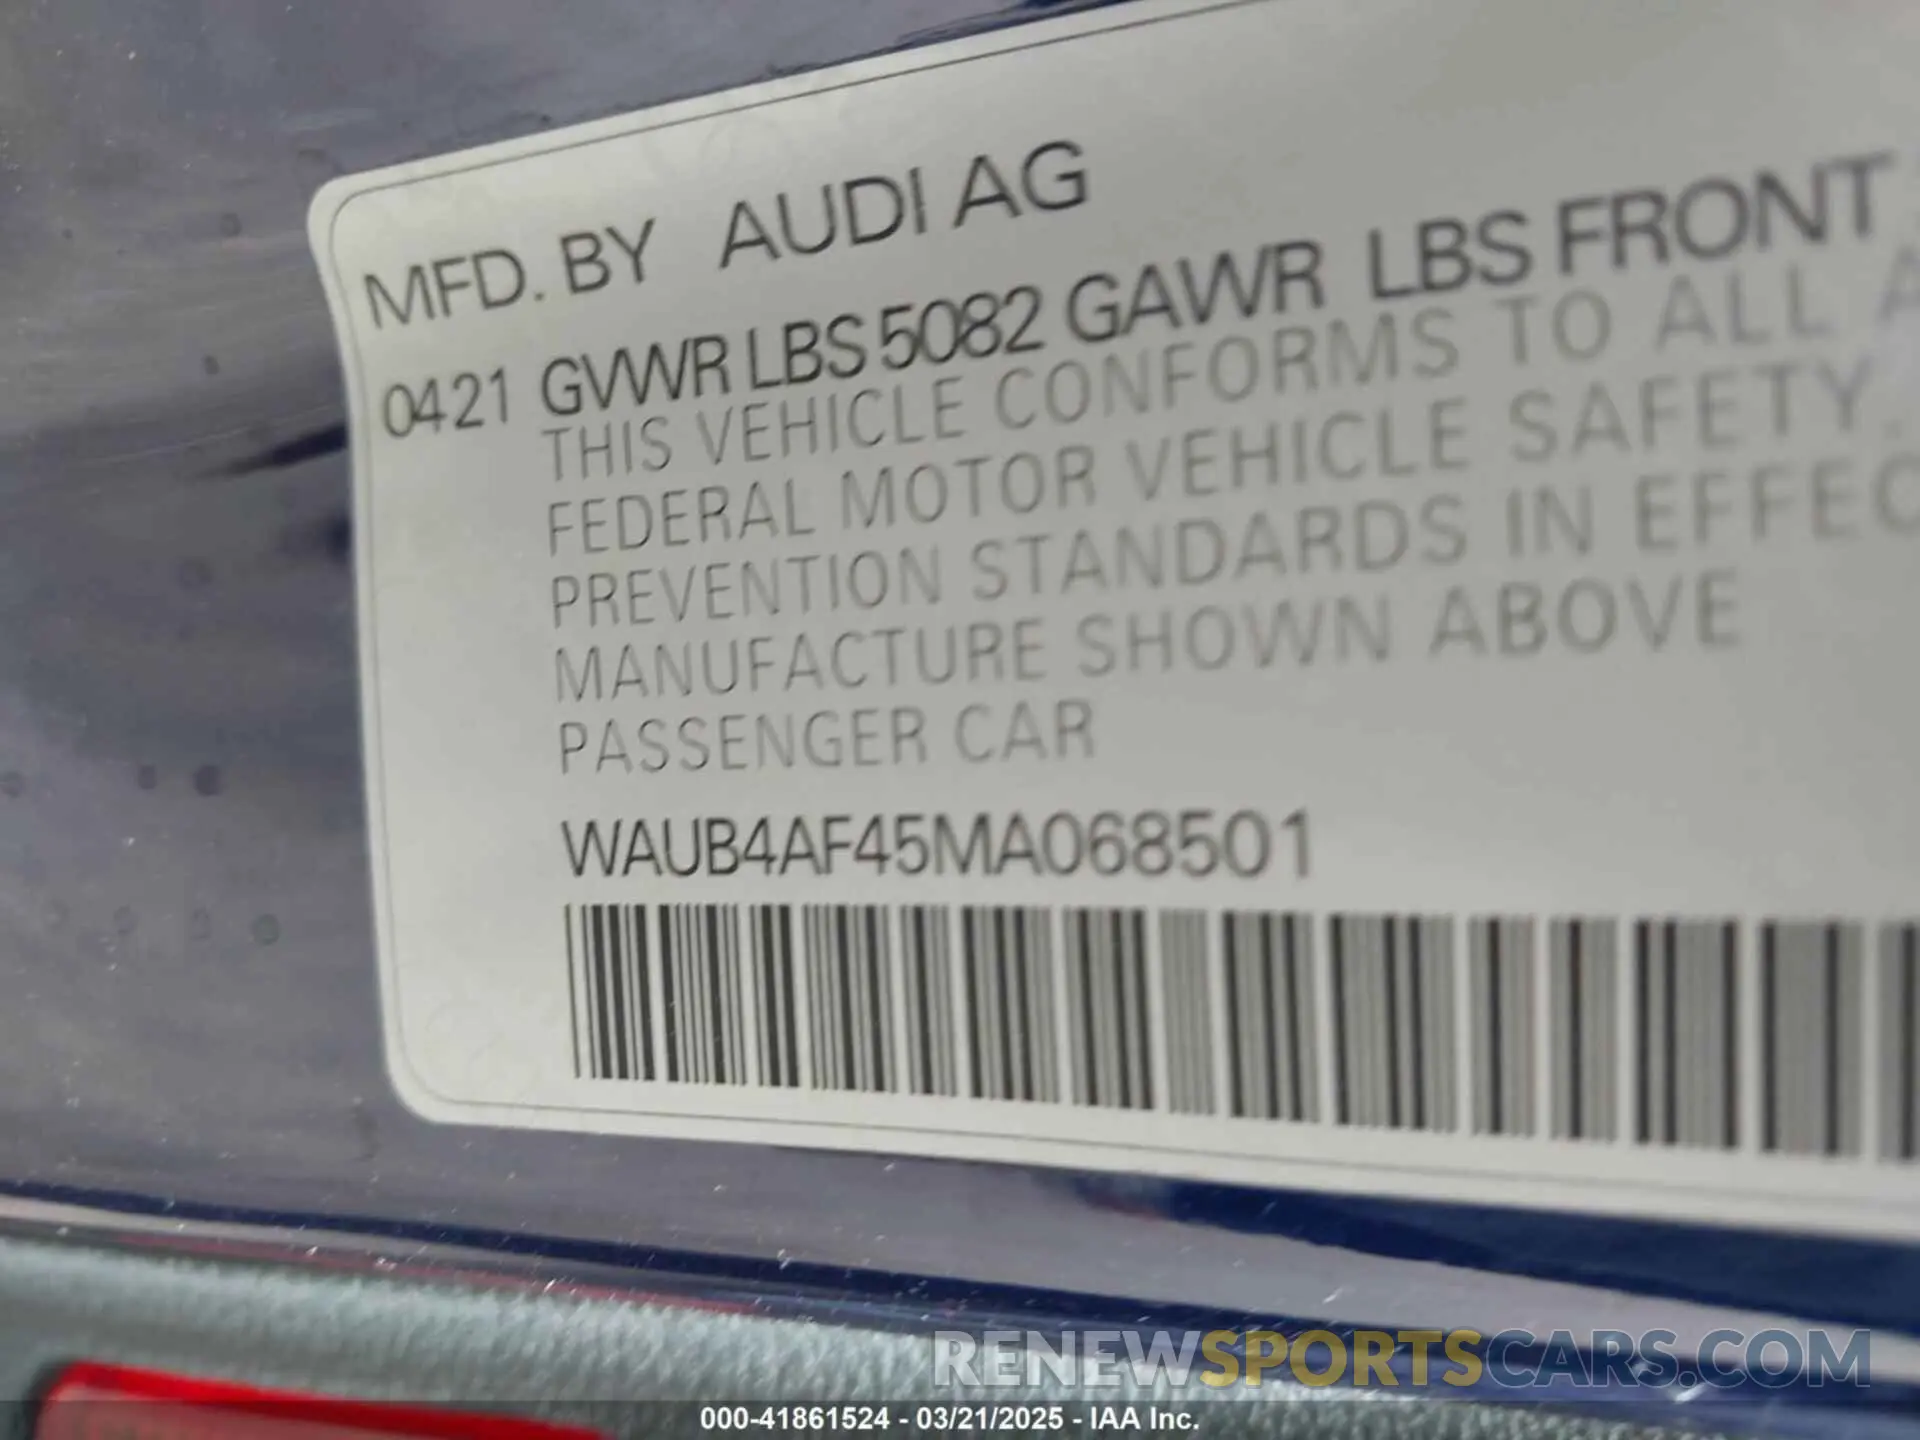 MFD. BY AUDI AG
0421 GVWR LBS 5082 GAWR LBS FRONT
THIS VEHICLE CONFORMS TO ALL
FEDERAL MOTOR VEHICLE SAFETY,
PREVENTION STANDARDS IN EFFEC
MANUFACTURE SHOWN ABOVE
PASSENGER CAR
WAUB4AF45MA068501
RENEWSPORTSCARS.COM
000-41861524 - 03/21/2025 - IAA Inc.